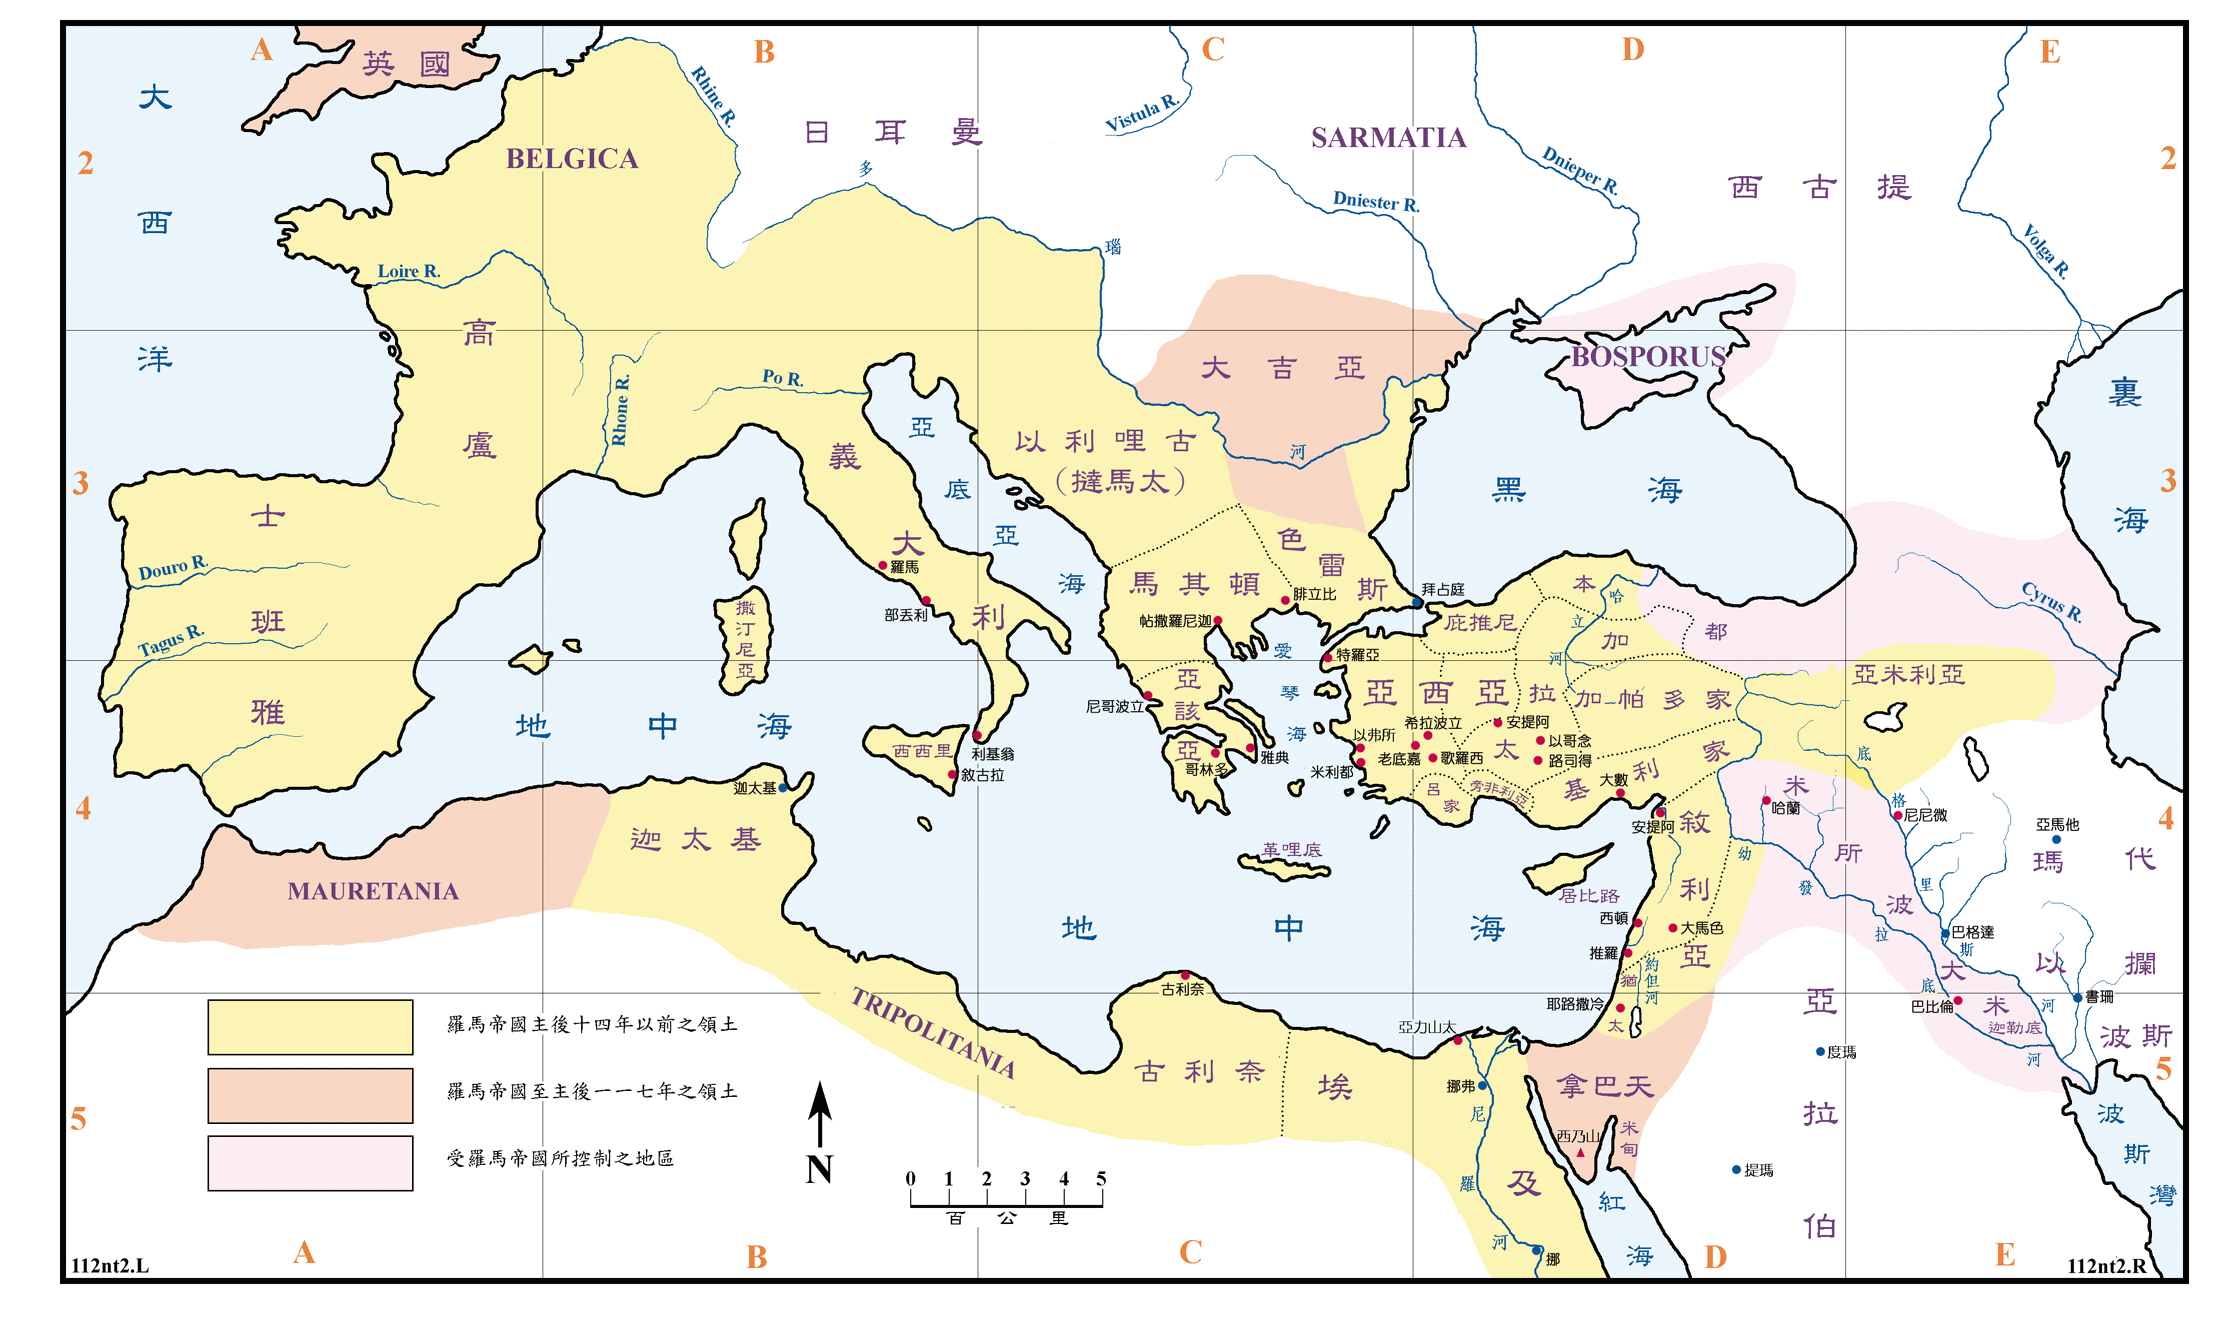 A
B
C
D
E
2
3
4
5
2
3
4
5
A
B
C
D
E
大西洋
英國
BELGICA
Rhine R.
日耳曼
Vistula R.
SARMATIA
Dnieper R.
Dniester R.
西古提
Volga R.
多瑙河
Loire R.
高盧
Rhone R.
Po R.
義大利
亞底亞海
大吉亞
BOSPORUS
裏海
以利哩古
(撻馬太)
黑海
士班雅
Douro R.
Tagus R.
羅馬
部丟利
撒汀尼亞
馬其頓
色雷斯
腓立比
帖撒羅尼迦
拜占庭
庇推尼
本都
哈立河
加拉太
Cyrus R.
愛琴海
特羅亞
亞該亞
尼哥波立
亞西亞
加帕多家
亞米利亞
地中海
西西里
利基翁
敘古拉
雅典
哥林多
以弗所
米利都
希拉波立
老底嘉
歌羅西
安提阿
以哥念
路司得
呂家
旁非利亞
基利家
大數
安提阿
敘利亞
米所波大米
哈蘭
底格里斯河
尼尼微
亞馬他
瑪代
迦太基
迦太基
MAURETANIA
革哩底
居比路
西頓
大馬色
推羅
約但河
猶太
耶路撒冷
幼發拉底河
巴格達
以攔
書珊
巴比倫
迦勒底
波斯
地中海
TRIPOLITANIA
古利奈
古利奈
亞力山太
埃及
挪弗
尼羅河
挪
拿巴天
西乃山
米甸
紅海
亞拉伯
度瑪
提瑪
波斯灣
羅馬帝國主後十四年以前之領土
羅馬帝國至主後一一七年之領土
受羅馬帝國所控制之地區
N
0 1 2 3 4 5
百公里
112nt2.L
112nt2.R